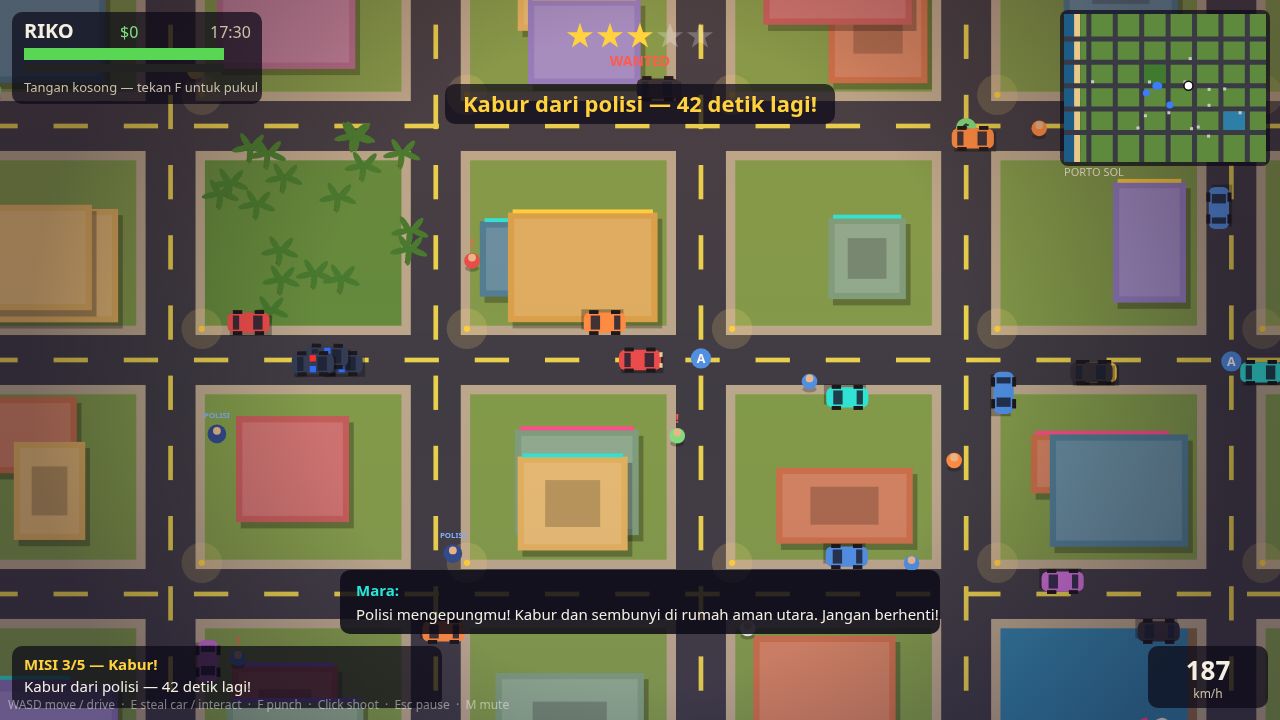 RIKO $0 17:30
Tangan kosong — tekan F untuk pukul
WANTED
Kabur dari polisi — 42 detik lagi!
PORTO SOL
A
A
POLISI
!
POLISI
Mara:
Polisi mengepungmu! Kabur dan sembunyi di rumah aman utara. Jangan berhenti!
MISI 3/5 — Kabur!
Kabur dari polisi — 42 detik lagi!
WASD move / drive · E steal car / interact · F punch · Click shoot · Esc pause · M mute
187
km/h